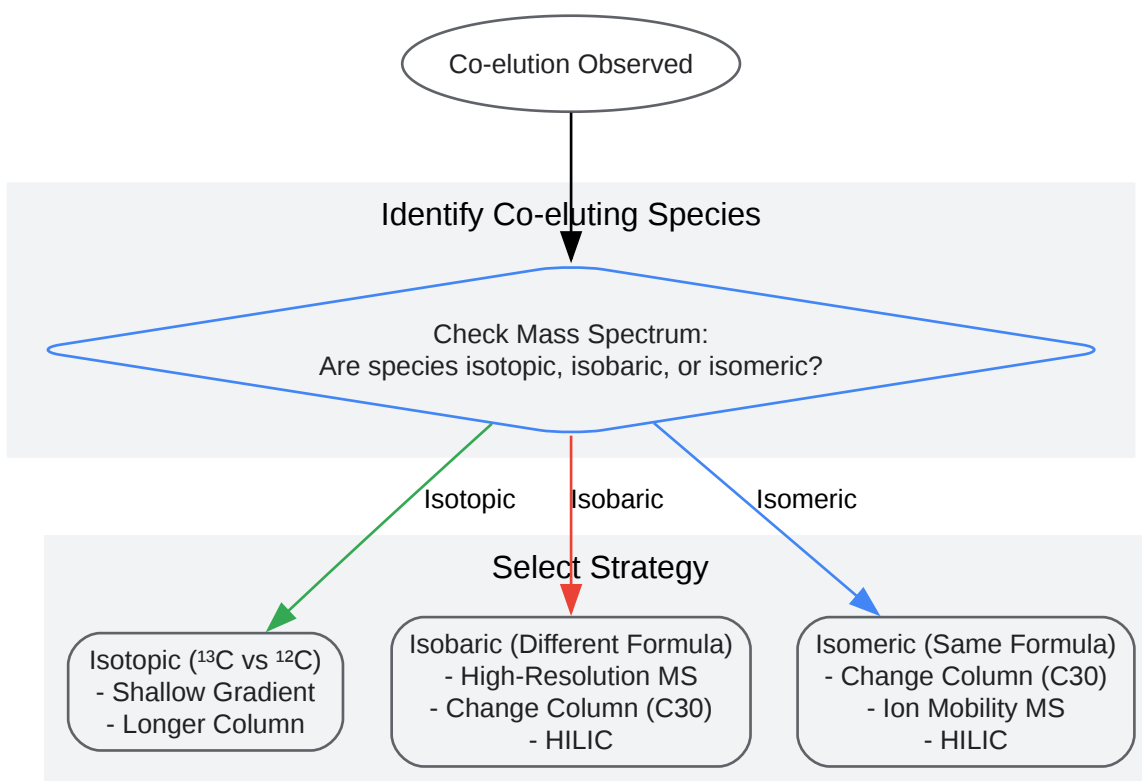 Co-elution Observed
Identify Co-eluting Species
Check Mass Spectrum:
Are species isotopic, isobaric, or isomeric?
Isotopic
Isobaric
Isomeric
Select Strategy
Isotopic (¹³C vs ¹²C)
- Shallow Gradient
- Longer Column
Isobaric (Different Formula)
- High-Resolution MS
- Change Column (C30)
- HILIC
Isomeric (Same Formula)
- Change Column (C30)
- Ion Mobility MS
- HILIC